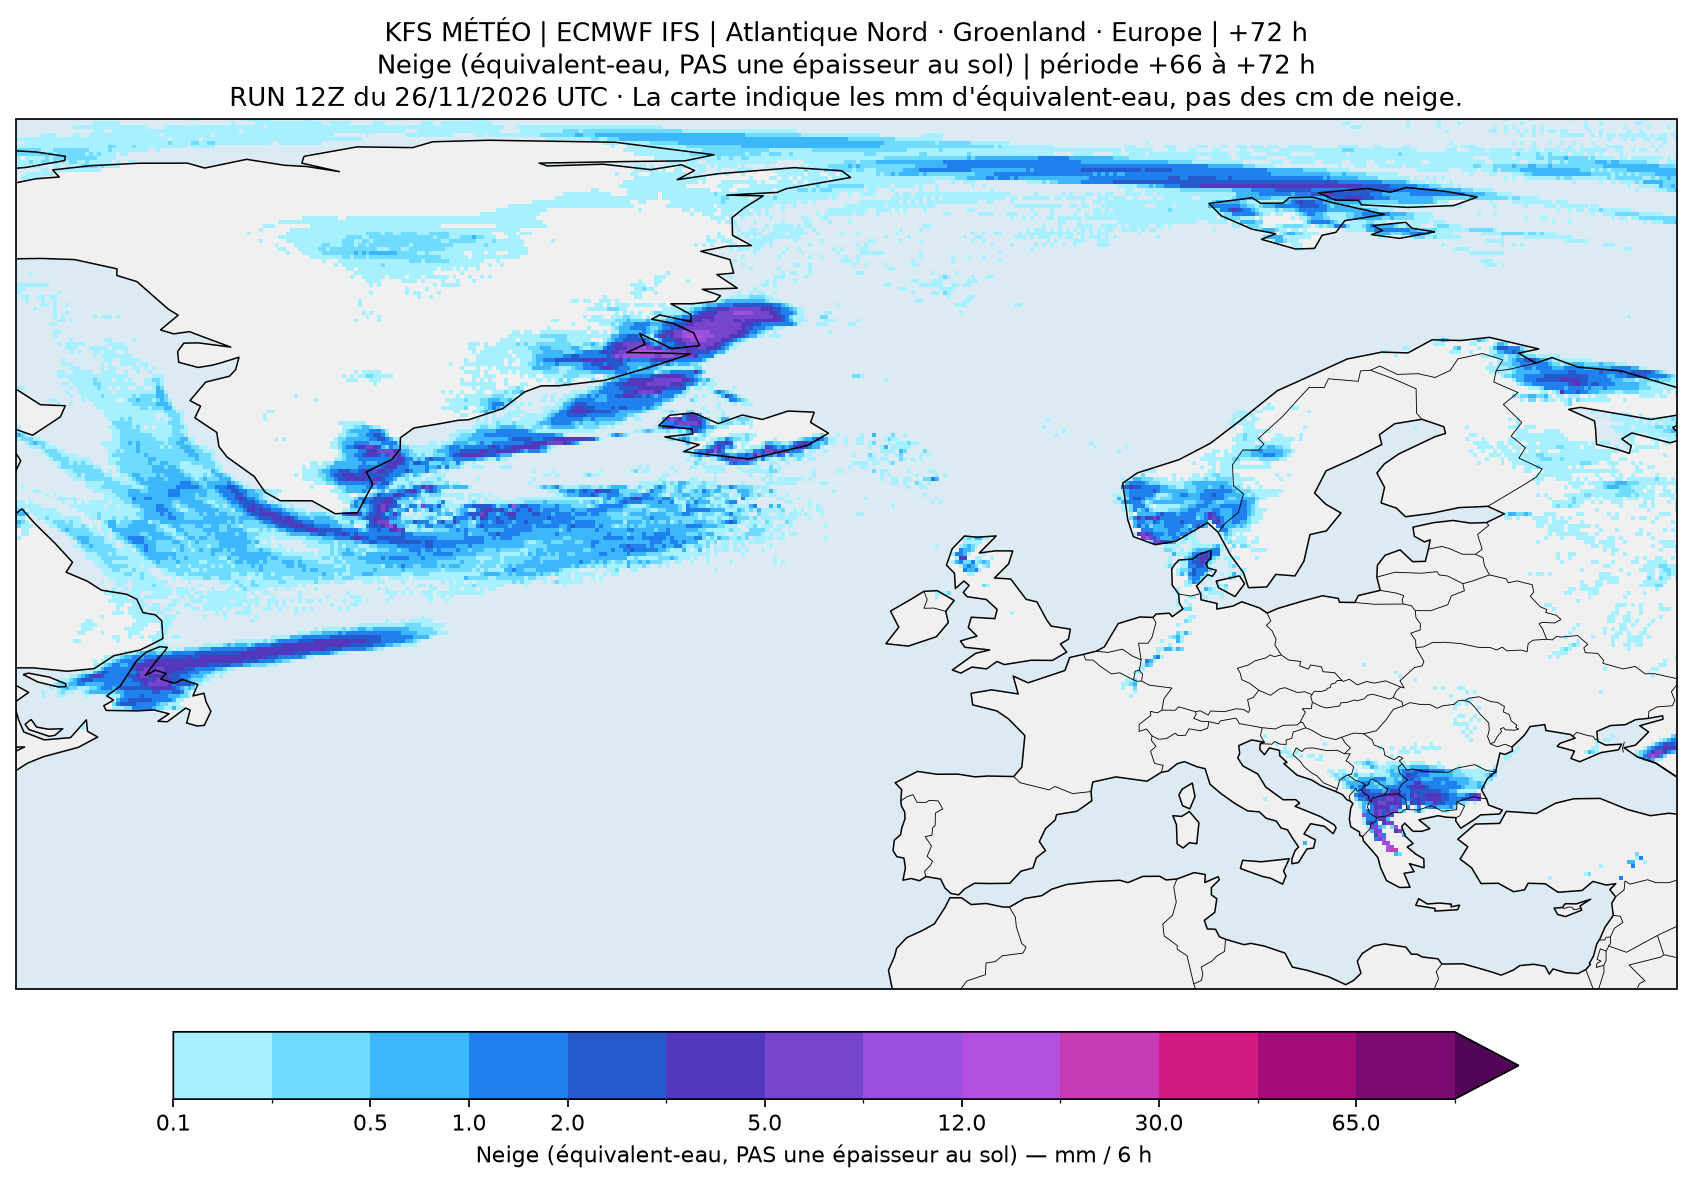 KFS MÉTÉO | ECMWF IFS | Atlantique Nord · Groenland · Europe | +72 h
Neige (équivalent-eau, PAS une épaisseur au sol) | période +66 à +72 h
RUN 12Z du 26/11/2026 UTC · La carte indique les mm d'équivalent-eau, pas des cm de neige.
0.1 0.5 1.0 2.0 5.0 12.0 30.0 65.0
Neige (équivalent-eau, PAS une épaisseur au sol) — mm / 6 h